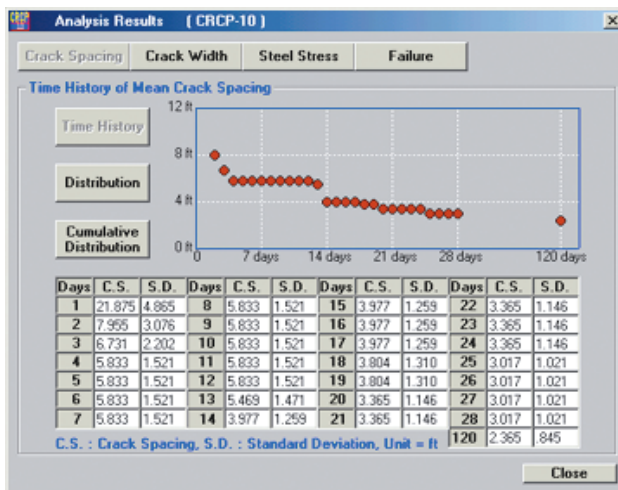 Analysis Results ( CRCP-10 )
Crack Spacing Crack Width Steel Stress Failure
Time History of Mean Crack Spacing
Time History
Distribution
Cumulative Distribution
12 ft
8 ft
4 ft
0 ft
0 7 days 14 days 21 days 28 days 120 days
Days C.S. S.D. Days C.S. S.D. Days C.S. S.D. Days C.S. S.D.
1 21.875 4.865 8 5.833 1.521 15 3.977 1.259 22 3.365 1.146
2 7.955 3.076 9 5.833 1.521 16 3.977 1.259 23 3.365 1.146
3 6.731 2.202 10 5.833 1.521 17 3.977 1.259 24 3.365 1.146
4 5.833 1.521 11 5.833 1.521 18 3.804 1.310 25 3.017 1.021
5 5.833 1.521 12 5.833 1.521 19 3.804 1.310 26 3.017 1.021
6 5.833 1.521 13 5.469 1.471 20 3.365 1.146 27 3.017 1.021
7 5.833 1.521 14 3.977 1.259 21 3.365 1.146 28 3.017 1.021
120 2.365 .845
C.S. : Crack Spacing, S.D. : Standard Deviation, Unit = ft
Close